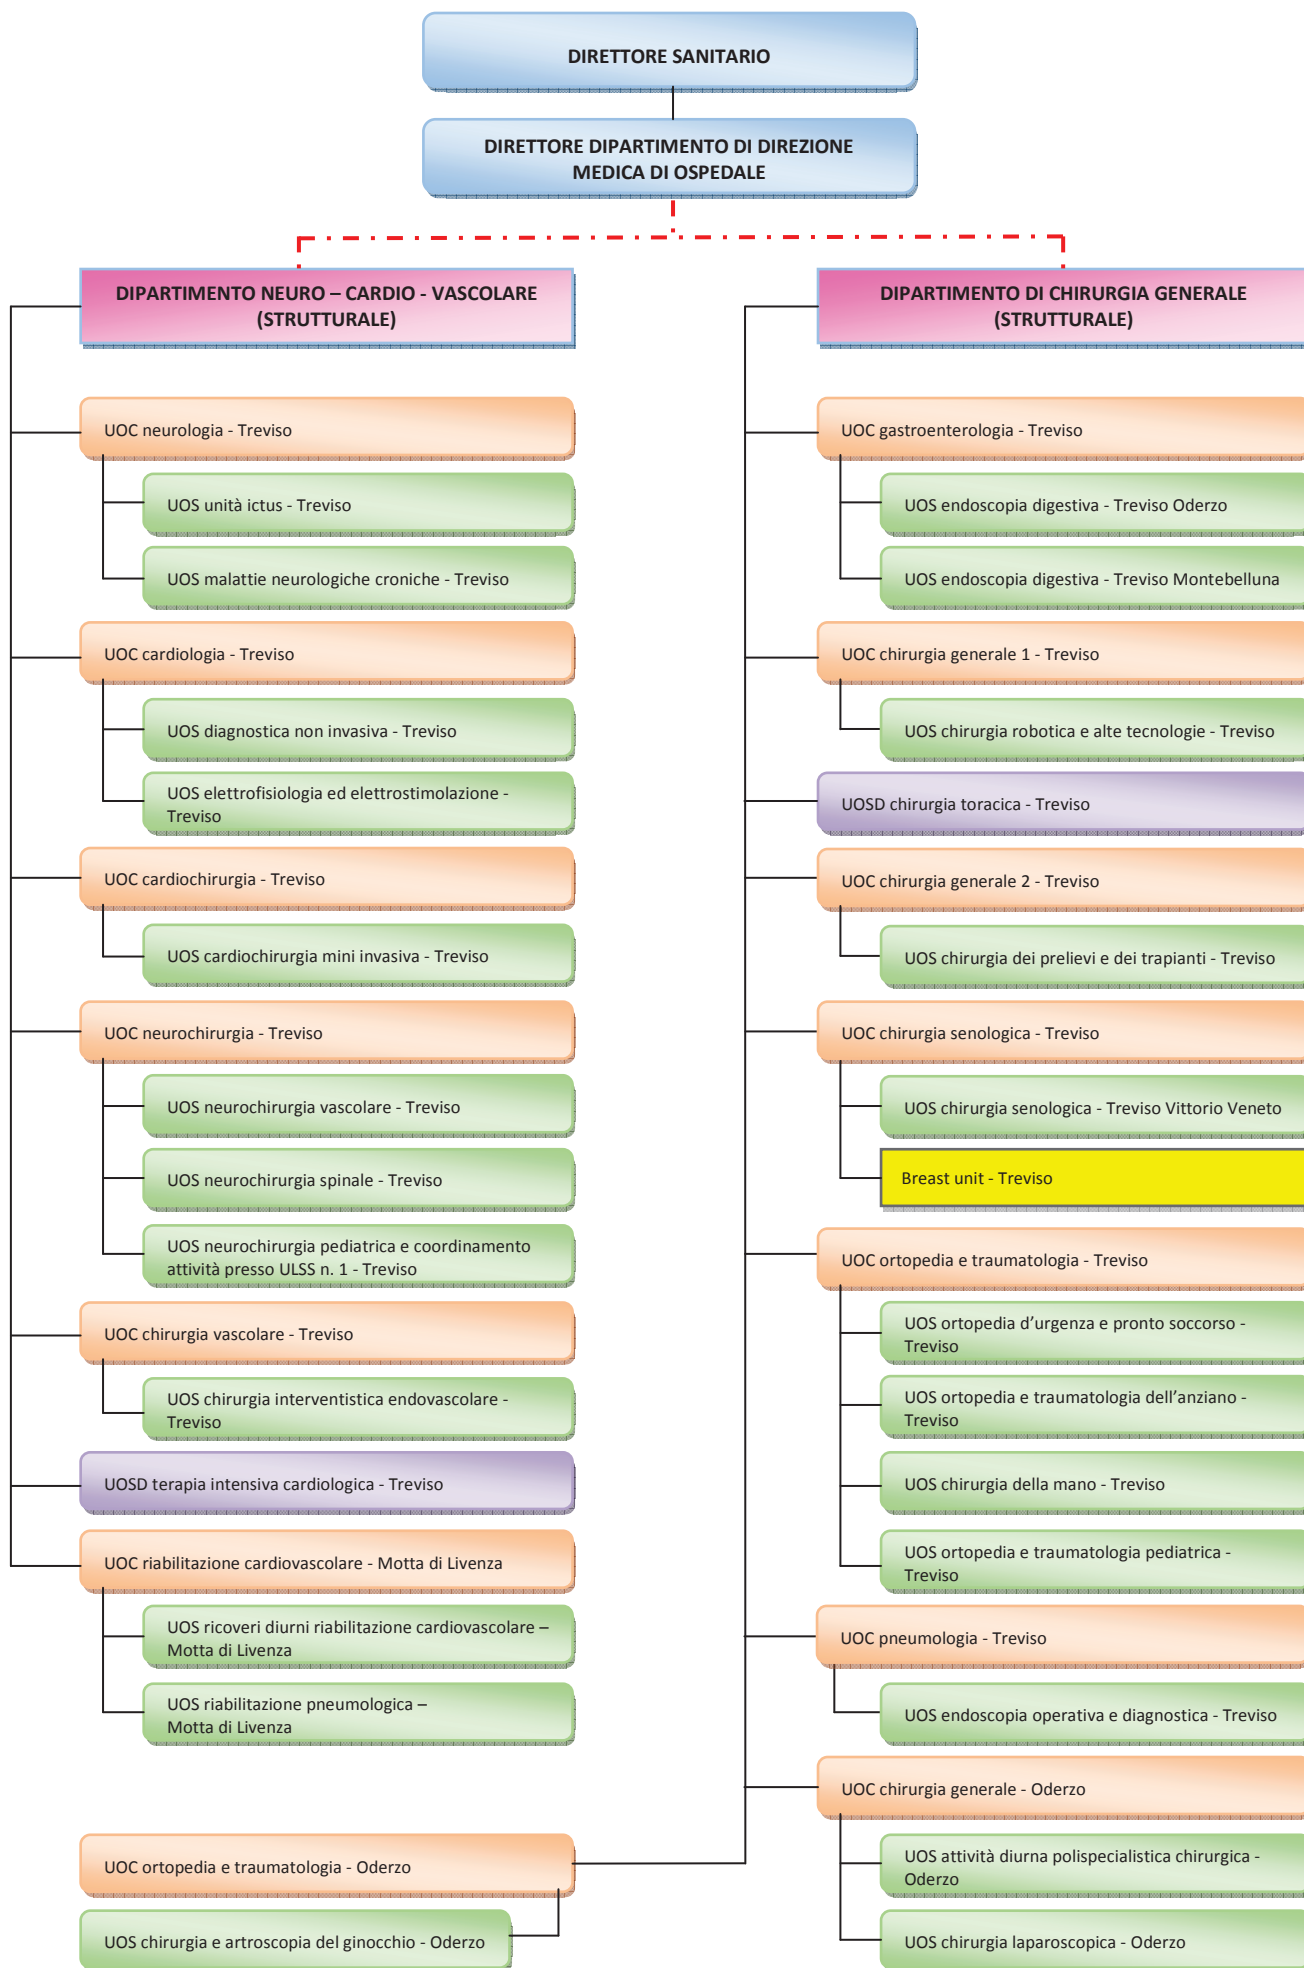 DIRETTORE SANITARIO
DIRETTORE DIPARTIMENTO DI DIREZIONE
MEDICA DI OSPEDALE
DIPARTIMENTO NEURO – CARDIO - VASCOLARE
(STRUTTURALE)
UOC neurologia - Treviso
UOS unità ictus - Treviso
UOS malattie neurologiche croniche - Treviso
UOC cardiologia - Treviso
UOS diagnostica non invasiva - Treviso
UOS elettrofisiologia ed elettrostimolazione -
Treviso
UOC cardiochirurgia - Treviso
UOS cardiochirurgia mini invasiva - Treviso
UOC neurochirurgia - Treviso
UOS neurochirurgia vascolare - Treviso
UOS neurochirurgia spinale - Treviso
UOS neurochirurgia pediatrica e coordinamento
attività presso ULSS n. 1 - Treviso
UOC chirurgia vascolare - Treviso
UOS chirurgia interventistica endovascolare -
Treviso
UOSD terapia intensiva cardiologica - Treviso
UOC riabilitazione cardiovascolare - Motta di Livenza
UOS ricoveri diurni riabilitazione cardiovascolare –
Motta di Livenza
UOS riabilitazione pneumologica –
Motta di Livenza
DIPARTIMENTO DI CHIRURGIA GENERALE
(STRUTTURALE)
UOC gastroenterologia - Treviso
UOS endoscopia digestiva - Treviso Oderzo
UOS endoscopia digestiva - Treviso Montebelluna
UOC chirurgia generale 1 - Treviso
UOS chirurgia robotica e alte tecnologie - Treviso
UOSD chirurgia toracica - Treviso
UOC chirurgia generale 2 - Treviso
UOS chirurgia dei prelievi e dei trapianti - Treviso
UOC chirurgia senologica - Treviso
UOS chirurgia senologica - Treviso Vittorio Veneto
Breast unit - Treviso
UOC ortopedia e traumatologia - Treviso
UOS ortopedia d’urgenza e pronto soccorso -
Treviso
UOS ortopedia e traumatologia dell’anziano -
Treviso
UOS chirurgia della mano - Treviso
UOS ortopedia e traumatologia pediatrica -
Treviso
UOC pneumologia - Treviso
UOS endoscopia operativa e diagnostica - Treviso
UOC chirurgia generale - Oderzo
UOS attività diurna polispecialistica chirurgica -
Oderzo
UOS chirurgia laparoscopica - Oderzo
UOC ortopedia e traumatologia - Oderzo
UOS chirurgia e artroscopia del ginocchio - Oderzo